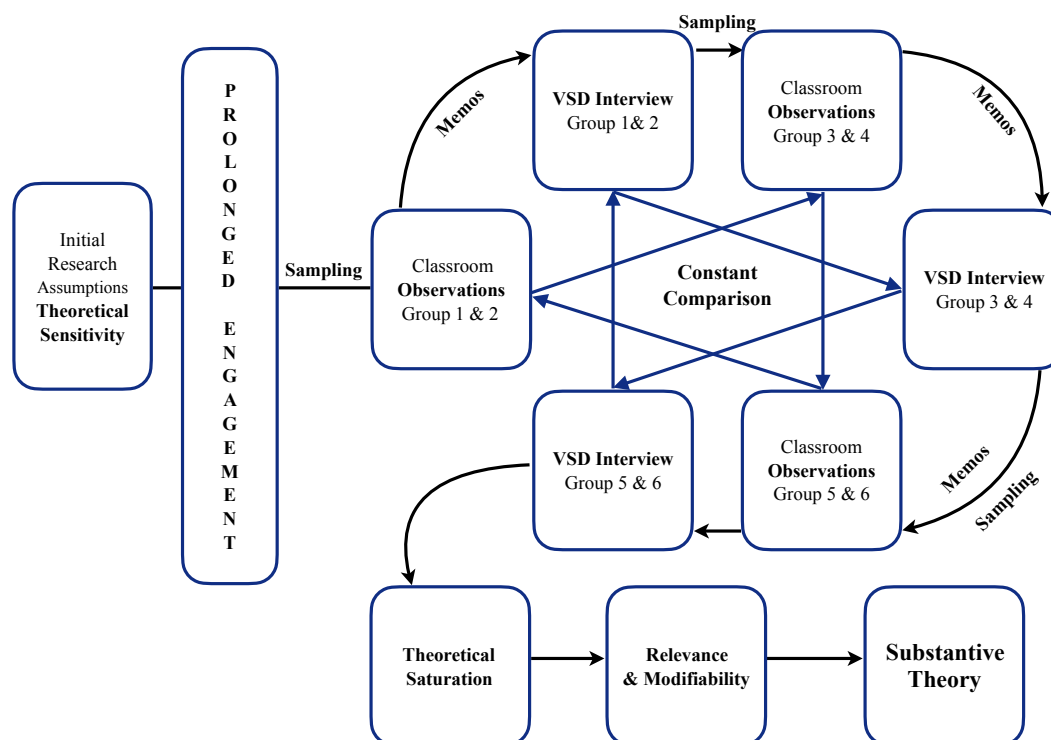 Initial
Research
Assumptions
Theoretical
Sensitivity
PROLONGED ENGAGEMENT
Sampling
Classroom
Observations
Group 1 & 2
Memos
VSD Interview
Group 1& 2
Sampling
Classroom
Observations
Group 3 & 4
Memos
VSD Interview
Group 3 & 4
Constant
Comparison
Memos
Sampling
Classroom
Observations
Group 5 & 6
VSD Interview
Group 5 & 6
Theoretical
Saturation
Relevance
& Modifiability
Substantive
Theory